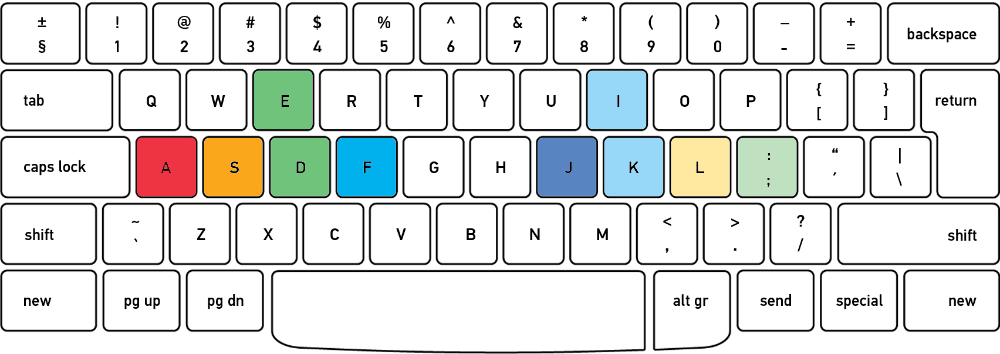 ± ! @ # $ % ^ & * ( ) _ +
§ 1 2 3 4 5 6 7 8 9 0 - = backspace
tab Q W E R T Y U I O P { } return
[ ]
caps lock A S D F G H J K L : “ |
; ´ \
shift ~ Z X C V B N M < > ? shift
` , . /
new pg up pg dn alt gr send special new